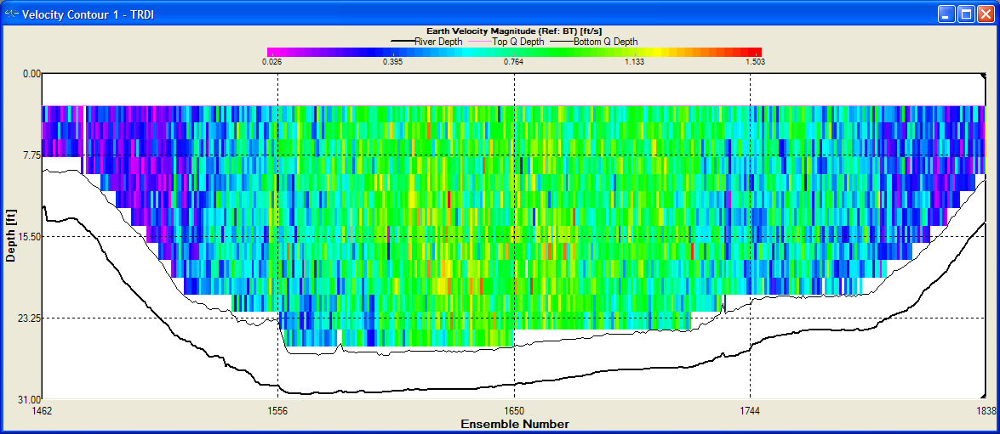 Velocity Contour 1 - TRDI
Earth Velocity Magnitude (Ref: BT) [ft/s]
River Depth Top Q Depth Bottom Q Depth
0.026 0.395 0.764 1.133 1.503
0.00
7.75
15.50
23.25
31.00
Depth [ft]
1462 1556 1650 1744 1838
Ensemble Number